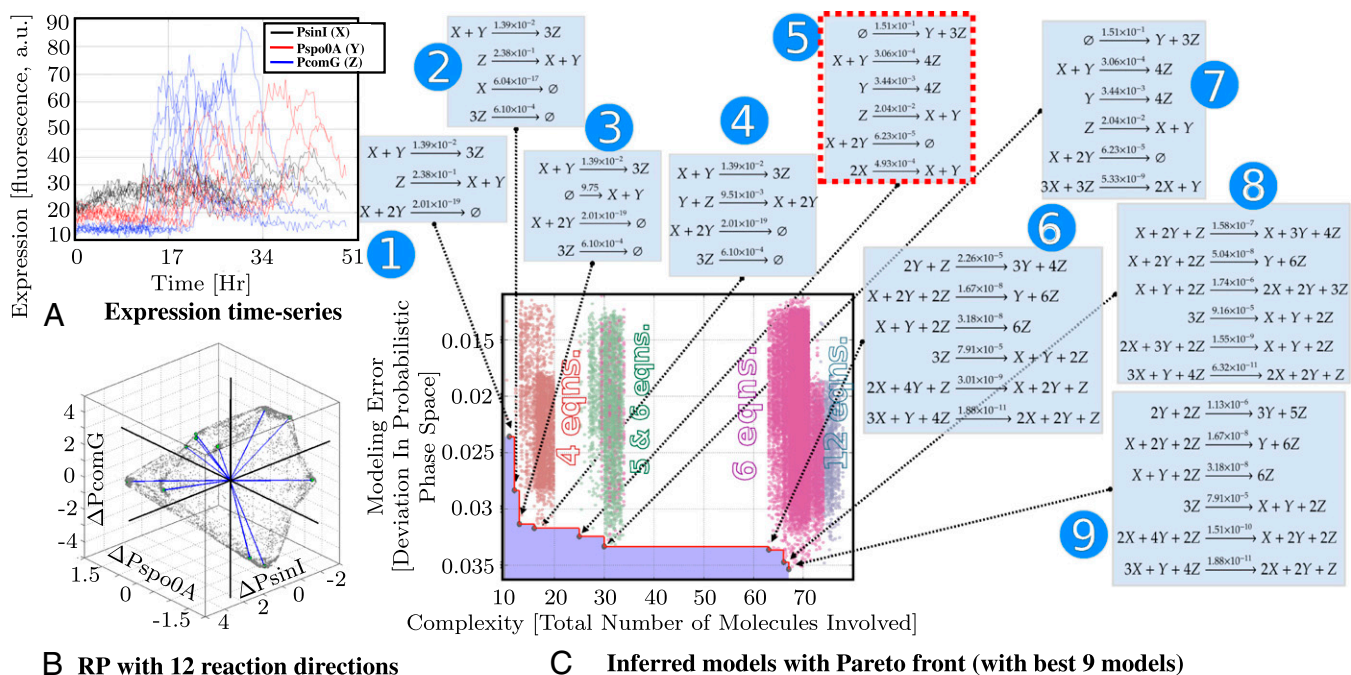 Expression [fluorescence, a.u.]
90
80
70
60
50
40
30
20
10
PsinI (X)
Pspo0A (Y)
PcomG (Z)
0 17 34 51
Time [Hr]
A Expression time-series
4
2
0
-2
-4
ΔPcomG
1.5
0
-1.5
ΔPspo0A
4
2
0
-2
ΔPsinI
B RP with 12 reaction directions
1
X + Y 1.39×10⁻² → 3Z
Z 2.38×10⁻¹ → X + Y
X + 2Y 2.01×10⁻¹⁹ → ∅
2
X + Y 1.39×10⁻² → 3Z
Z 2.38×10⁻¹ → X + Y
X 6.04×10⁻¹⁷ → ∅
3Z 6.10×10⁻⁴ → ∅
3
X + Y 1.39×10⁻² → 3Z
∅ 9.75 → X + Y
X + 2Y 2.01×10⁻¹⁹ → ∅
3Z 6.10×10⁻⁴ → ∅
4
X + Y 1.39×10⁻² → 3Z
Y + Z 9.51×10⁻³ → X + 2Y
X + 2Y 2.01×10⁻¹⁹ → ∅
3Z 6.10×10⁻⁴ → ∅
5
∅ 1.51×10⁻¹ → Y + 3Z
X + Y 3.06×10⁻⁴ → 4Z
Y 3.44×10⁻³ → 4Z
Z 2.04×10⁻² → X + Y
X + 2Y 6.23×10⁻⁵ → ∅
2X 4.93×10⁻⁴ → X + Y
6
2Y + Z 2.26×10⁻⁵ → 3Y + 4Z
X + 2Y + 2Z 1.67×10⁻⁸ → Y + 6Z
X + Y + 2Z 3.18×10⁻⁸ → 6Z
3Z 7.91×10⁻⁵ → X + Y + 2Z
2X + 4Y + Z 3.01×10⁻⁹ → X + 2Y + Z
3X + Y + 4Z 1.88×10⁻¹¹ → 2X + 2Y + Z
7
∅ 1.51×10⁻¹ → Y + 3Z
X + Y 3.06×10⁻⁴ → 4Z
Y 3.44×10⁻³ → 4Z
Z 2.04×10⁻² → X + Y
X + 2Y 6.23×10⁻⁵ → ∅
3X + 3Z 5.33×10⁻⁹ → 2X + Y
8
X + 2Y + Z 1.58×10⁻⁷ → X + 3Y + 4Z
X + 2Y + 2Z 5.04×10⁻⁸ → Y + 6Z
X + Y + 2Z 1.74×10⁻⁶ → 2X + 2Y + 3Z
3Z 9.16×10⁻⁵ → X + Y + 2Z
2X + 3Y + 2Z 1.55×10⁻⁹ → X + Y + 2Z
3X + Y + 4Z 6.32×10⁻¹¹ → 2X + 2Y + Z
9
2Y + 2Z 1.13×10⁻⁶ → 3Y + 5Z
X + 2Y + 2Z 1.67×10⁻⁸ → Y + 6Z
X + Y + 2Z 3.18×10⁻⁸ → 6Z
3Z 7.91×10⁻⁵ → X + Y + 2Z
2X + 4Y + 2Z 1.51×10⁻¹⁰ → X + 2Y + 2Z
3X + Y + 4Z 1.88×10⁻¹¹ → 2X + 2Y + Z
Modeling Error
[Deviation In Probabilistic
Phase Space]
0.015
0.02
0.025
0.03
0.035
4 eqns.
5 & 6 eqns.
6 eqns.
12 eqns.
10 20 30 40 50 60 70
Complexity [Total Number of Molecules Involved]
C Inferred models with Pareto front (with best 9 models)